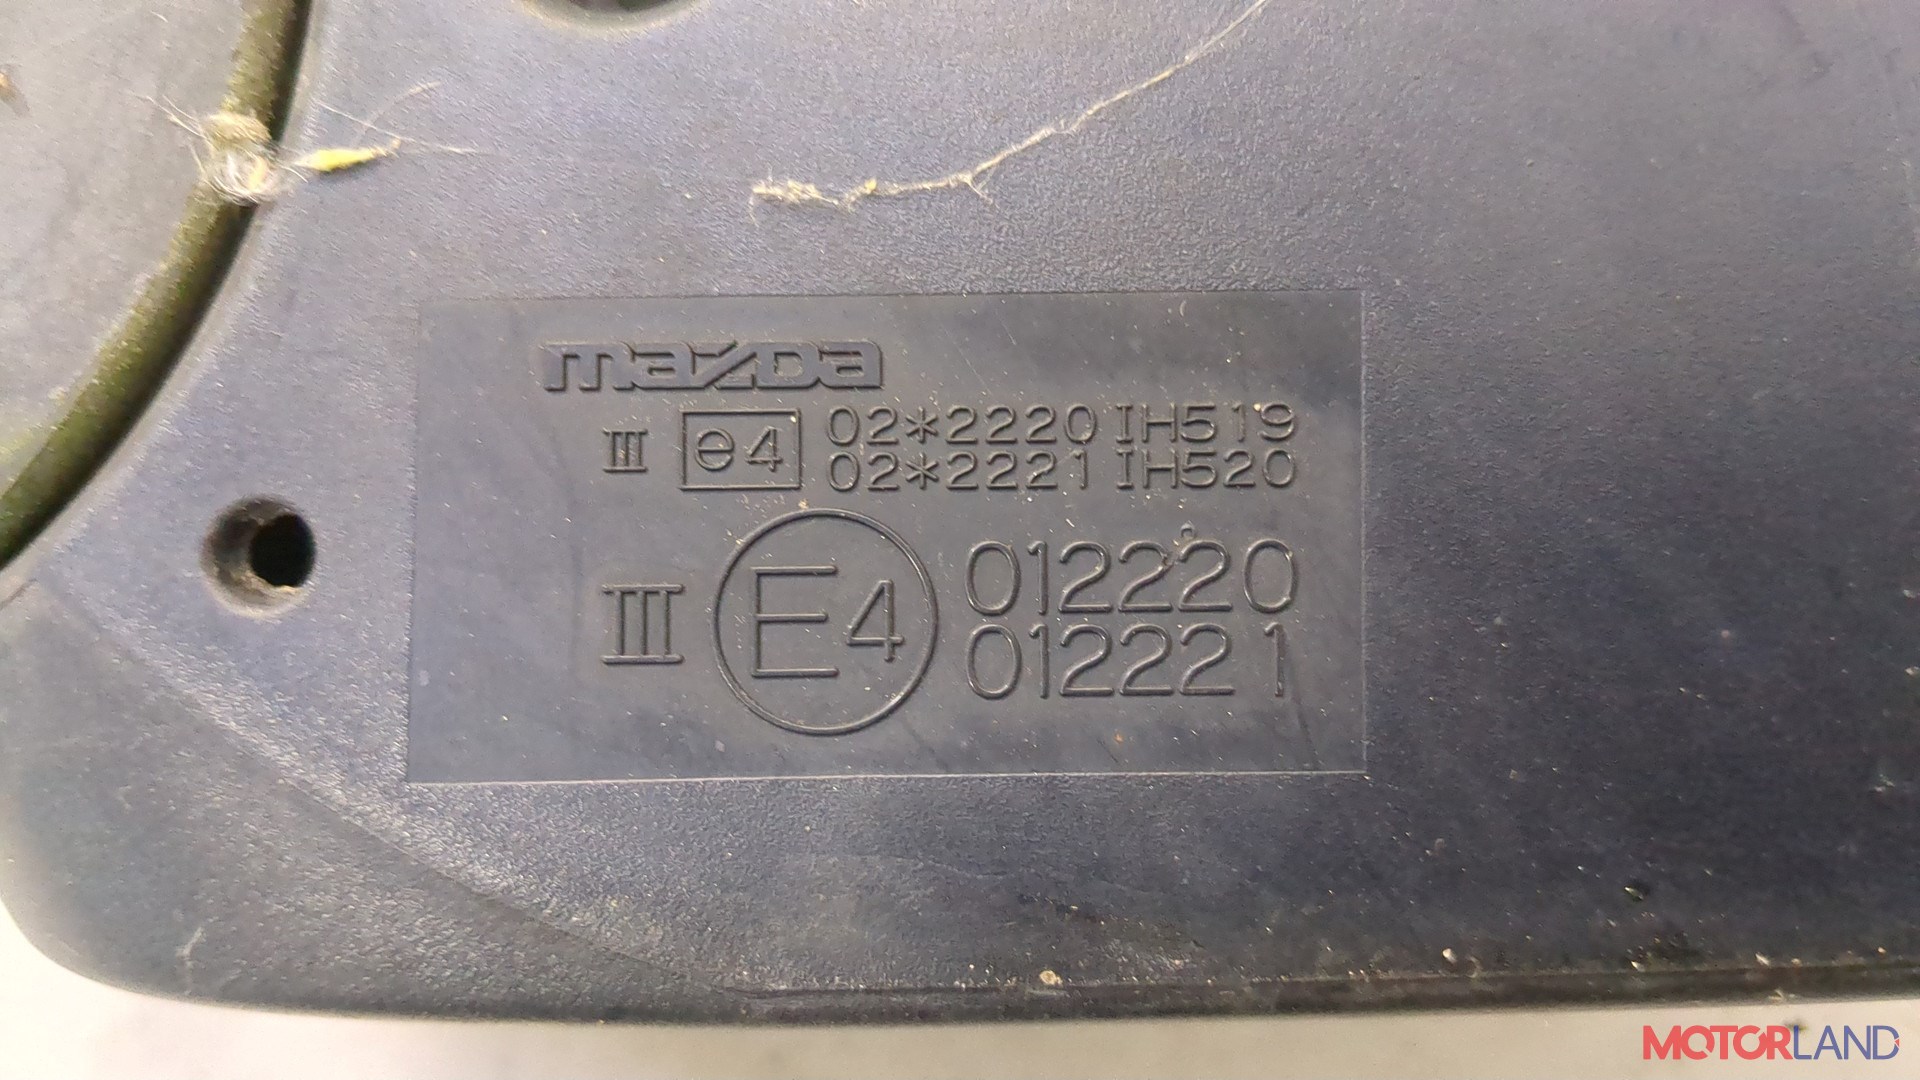 mazda
III e4 02*2220 IH519
02*2221 IH520
III E4 012220
012221
MOTORLAND